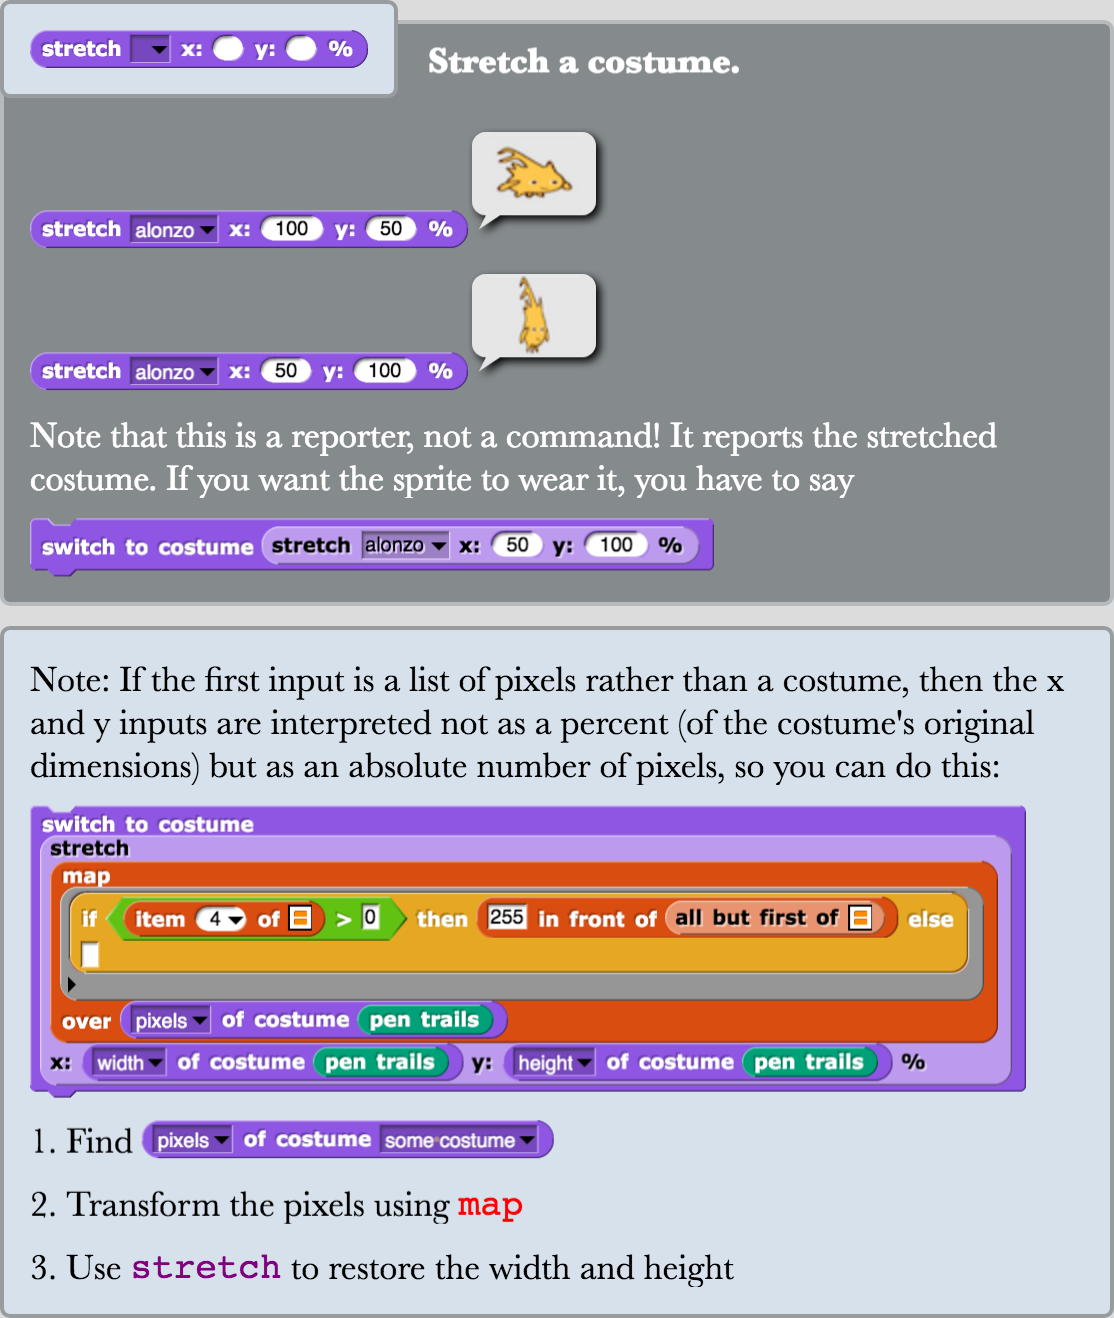 stretch x: y: %
Stretch a costume.
stretch alonzo x: 100 y: 50 %
stretch alonzo x: 50 y: 100 %
Note that this is a reporter, not a command! It reports the stretched
costume. If you want the sprite to wear it, you have to say
switch to costume stretch alonzo x: 50 y: 100 %
Note: If the first input is a list of pixels rather than a costume, then the x
and y inputs are interpreted not as a percent (of the costume's original
dimensions) but as an absolute number of pixels, so you can do this:
switch to costume
stretch
map
if item 4 of > 0 then 255 in front of all but first of else
over pixels of costume pen trails
x: width of costume pen trails y: height of costume pen trails %
1. Find pixels of costume some costume
2. Transform the pixels using map
3. Use stretch to restore the width and height